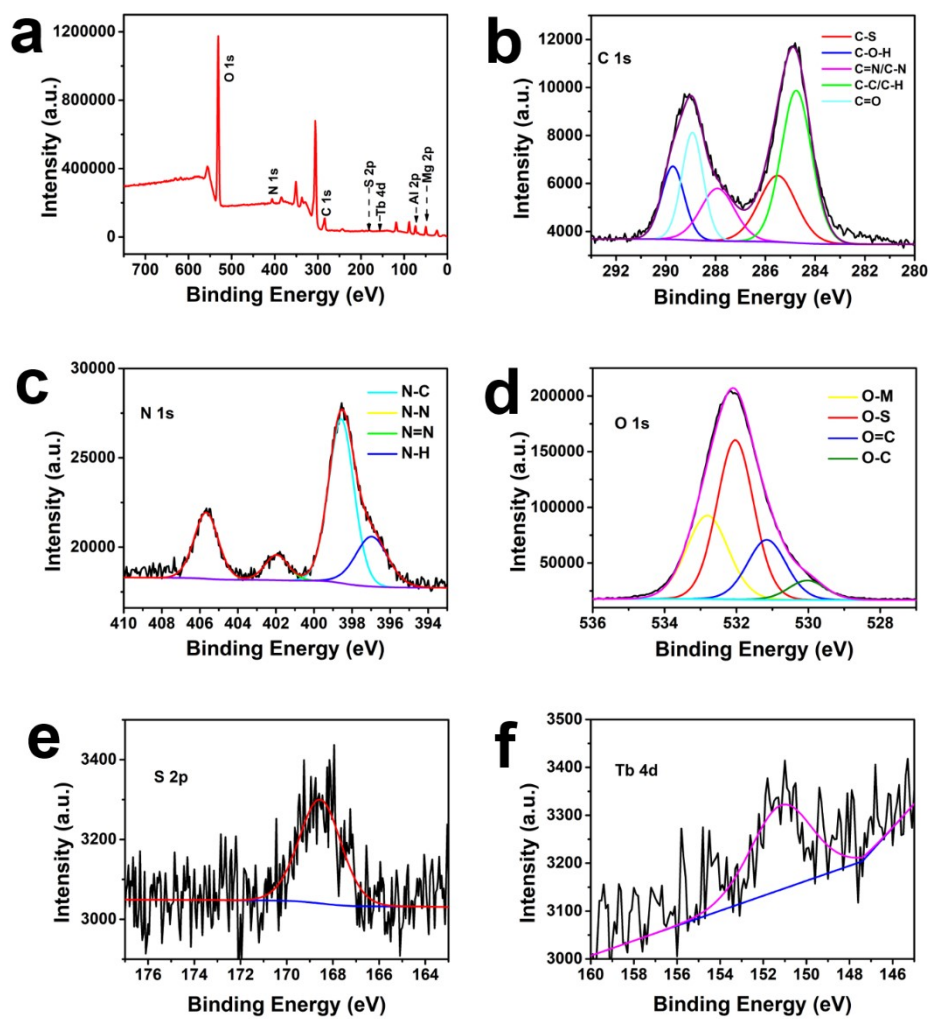 a
1200000
800000
400000
0
Intensity (a.u.)
O 1s
N 1s
C 1s
S 2p
Tb 4d
Al 2p
Mg 2p
750 600 450 300 150 0
Binding Energy (eV)
b
12000
10000
8000
6000
4000
Intensity (a.u.)
C 1s
C-S
C-O-H
C=N/C-N
C-C/C-H
C=O
292 290 288 286 284 282 280
Binding Energy (eV)
c
30000
25000
20000
Intensity (a.u.)
N 1s
N-C
N-N
N=N
N-H
410 408 406 404 402 400 398 396 394
Binding Energy (eV)
d
200000
150000
100000
50000
Intensity (a.u.)
O 1s
O-M
O-S
O=C
O-C
536 534 532 530 528
Binding Energy (eV)
e
3400
3200
3000
Intensity (a.u.)
S 2p
176 174 172 170 168 166 164
Binding Energy (eV)
f
3500
3400
3300
3200
3100
3000
Intensity (a.u.)
Tb 4d
160 158 156 154 152 150 148 146
Binding Energy (eV)